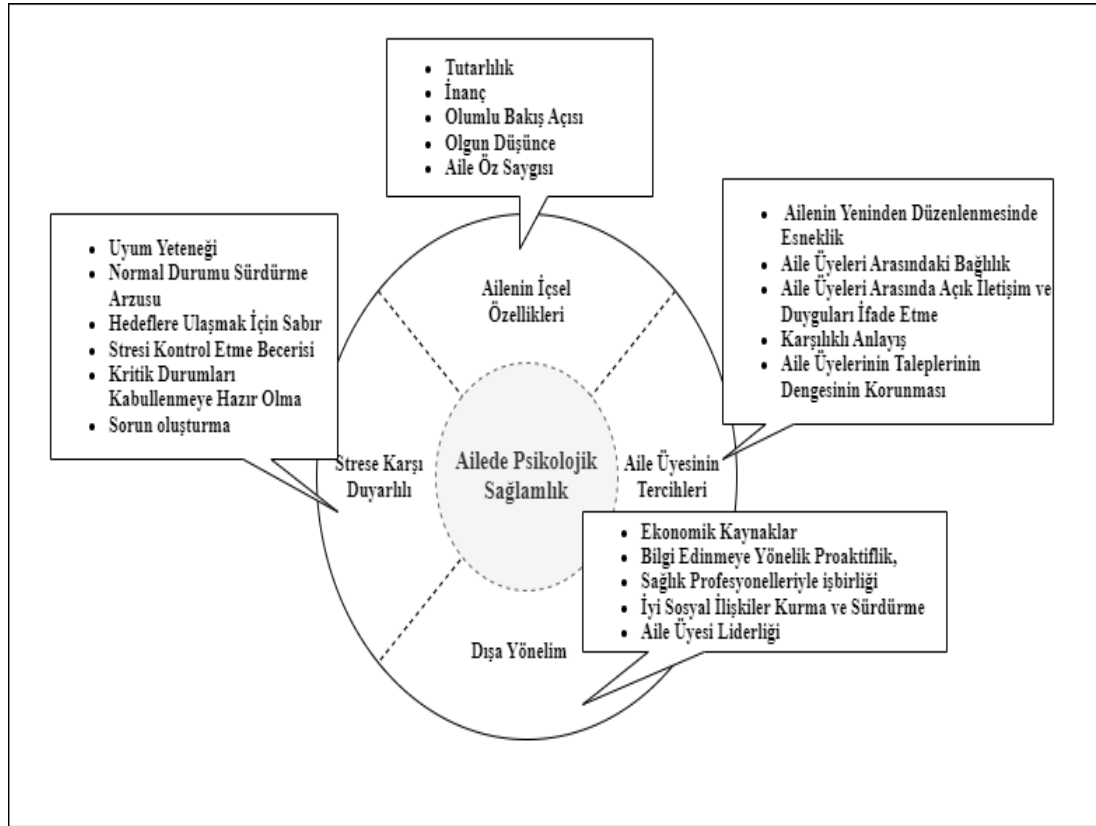 • Tutarlılık
• İnanç
• Olumlu Bakış Açısı
• Olgun Düşünce
• Aile Öz Saygısı
• Uyum Yeteneği
• Normal Durumu Sürdürme
Arzusu
• Hedeflere Ulaşmak İçin Sabır
• Stresi Kontrol Etme Becerisi
• Kritik Durumları
Kabullenmeye Hazır Olma
• Sorun oluşturma
• Ailenin Yeninden Düzenlenmesinde
Esneklik
• Aile Üyeleri Arasındaki Bağlılık
• Aile Üyeleri Arasında Açık İletişim ve
Duyguları İfade Etme
• Karşılıklı Anlayış
• Aile Üyelerinin Taleplerinin
Dengesinin Korunması
Ailenin İçsel
Özellikleri
Strese Karşı
Duyarlılı
Ailede Psikolojik
Sağlamlık
Aile Üyesinin
Tercihleri
• Ekonomik Kaynaklar
• Bilgi Edinmeye Yönelik Proaktiflik,
• Sağlık Profesyonelleriyle işbirliği
• İyi Sosyal İlişkiler Kurma ve Sürdürme
• Aile Üyesi Liderliği
Dışa Yönelim